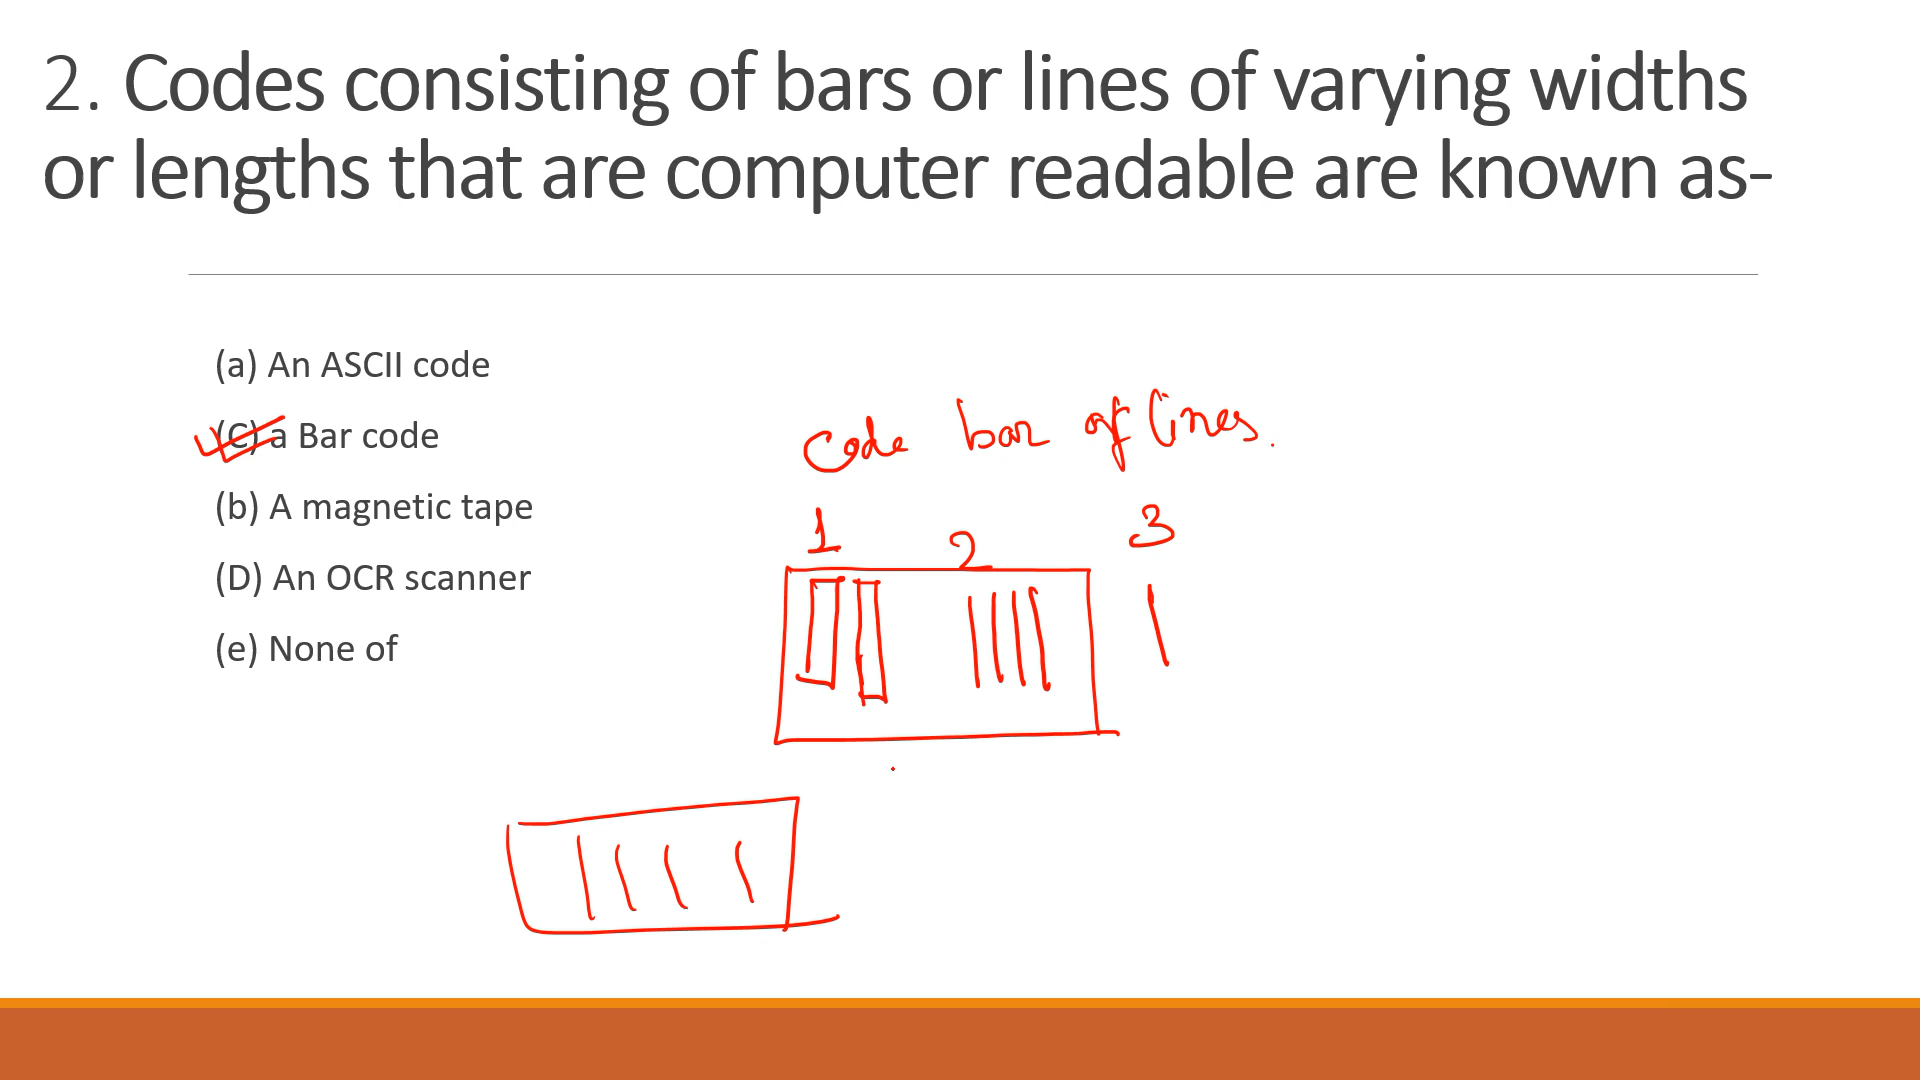 2. Codes consisting of bars or lines of varying widths
or lengths that are computer readable are known as-
(a) An ASCII code
(C) a Bar code
(b) A magnetic tape
(D) An OCR scanner
(e) None of
Code bar of lines.
1 2 3